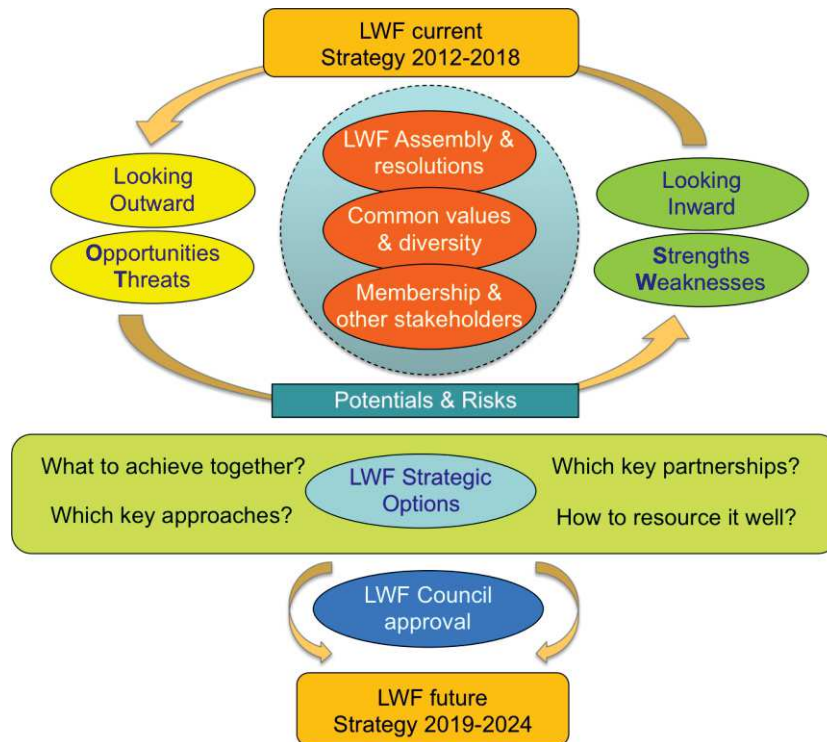 LWF current
Strategy 2012-2018
LWF Assembly &
resolutions
Looking
Outward
Common values
& diversity
Looking
Inward
Opportunities
Threats
Membership &
other stakeholders
Strengths
Weaknesses
Potentials & Risks
What to achieve together?
Which key approaches?
LWF Strategic
Options
Which key partnerships?
How to resource it well?
LWF Council
approval
LWF future
Strategy 2019-2024